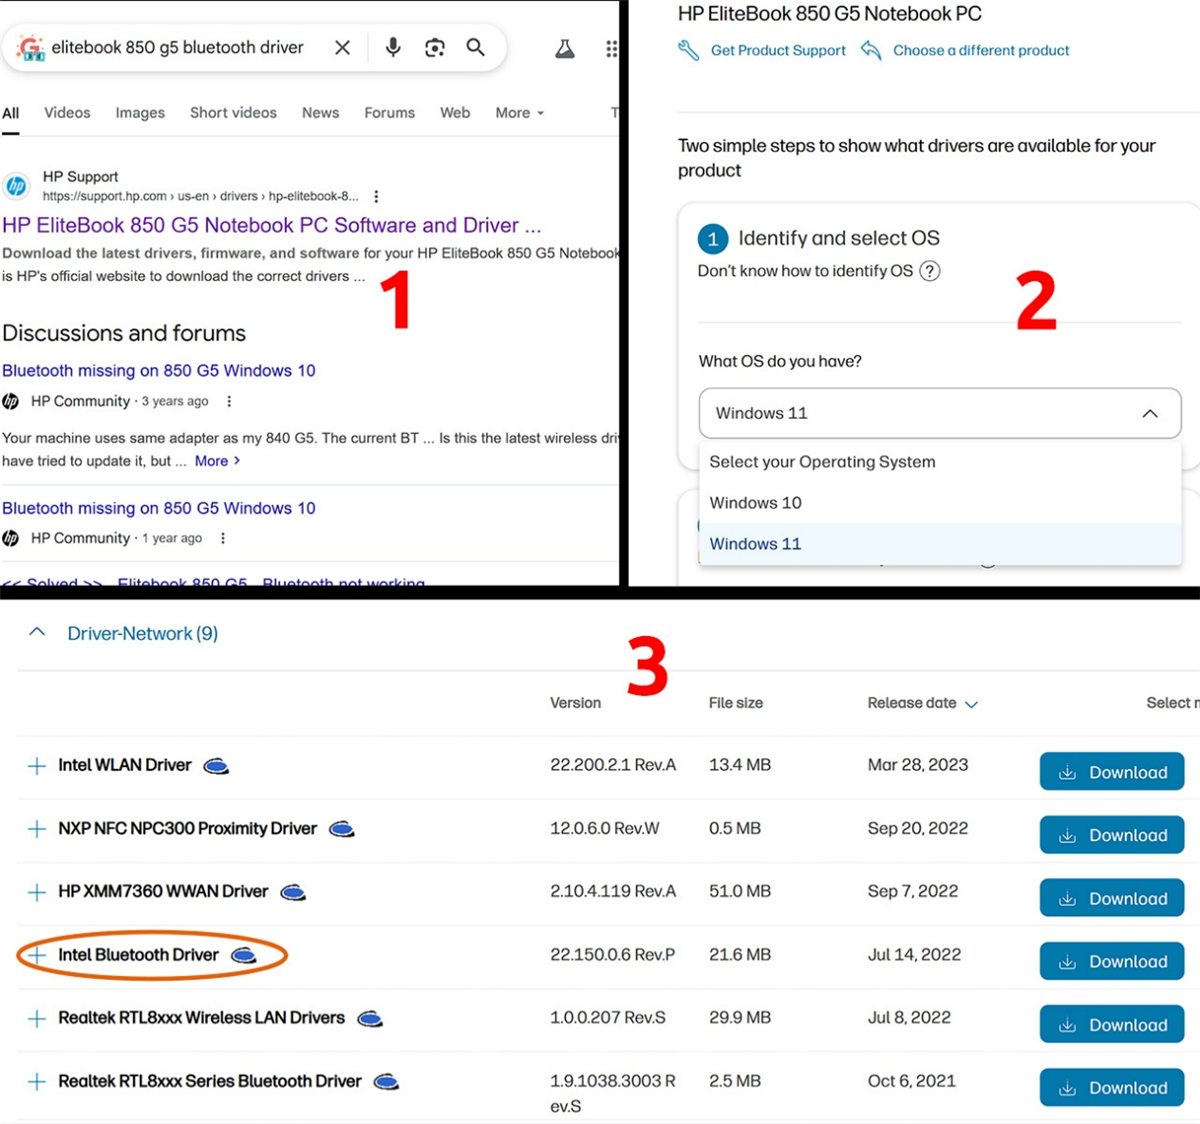 elitebook 850 g5 bluetooth driver
All Videos Images Short videos News Forums Web More
HP Support
https://support.hp.com › us-en › drivers › hp-elitebook-8...
HP EliteBook 850 G5 Notebook PC Software and Driver ...
Download the latest drivers, firmware, and software for your HP EliteBook 850 G5 Notebook
is HP's official website to download the correct drivers ...
1
Discussions and forums
Bluetooth missing on 850 G5 Windows 10
HP Community · 3 years ago
Your machine uses same adapter as my 840 G5. The current BT ... Is this the latest wireless dri
have tried to update it, but ... More >
Bluetooth missing on 850 G5 Windows 10
HP Community · 1 year ago
<< Solved >> Elitebook 850 G5 Bluetooth not working
HP EliteBook 850 G5 Notebook PC
Get Product Support Choose a different product
Two simple steps to show what drivers are available for your
product
1 Identify and select OS
Don't know how to identify OS ?
2
What OS do you have?
Windows 11
Select your Operating System
Windows 10
Windows 11
Driver-Network (9)
3
Version File size Release date Select
Intel WLAN Driver 22.200.2.1 Rev.A 13.4 MB Mar 28, 2023 Download
NXP NFC NPC300 Proximity Driver 12.0.6.0 Rev.W 0.5 MB Sep 20, 2022 Download
HP XMM7360 WWAN Driver 2.10.4.119 Rev.A 51.0 MB Sep 7, 2022 Download
Intel Bluetooth Driver 22.150.0.6 Rev.P 21.6 MB Jul 14, 2022 Download
Realtek RTL8xxx Wireless LAN Drivers 1.0.0.207 Rev.S 29.9 MB Jul 8, 2022 Download
Realtek RTL8xxx Series Bluetooth Driver 1.9.1038.3003 R 2.5 MB Oct 6, 2021 Download
ev.S